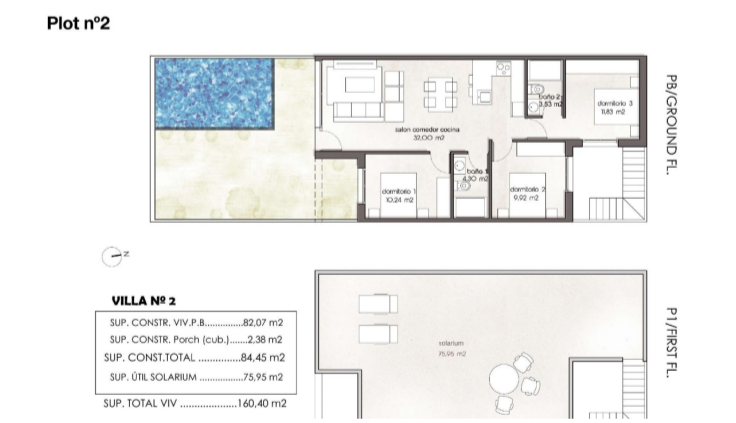 Plot nº2
PB/GROUND FL.
baño 2
3,53 m2
dormitorio 3
11,83 m2
salon comedor cocina
32,00 m2
baño 1
4,30 m2
dormitorio 1
10,24 m2
dormitorio 2
9,92 m2
N
VILLA Nº 2
SUP. CONSTR. VIV.P.B...............82,07 m2
SUP. CONSTR. Porch (cub.)......2,38 m2
SUP. CONST.TOTAL ...............84,45 m2
SUP. ÚTIL SOLARIUM ...............75,95 m2
SUP. TOTAL VIV ......................160,40 m2
solarium
75,95 m2
P1/FIRST FL.